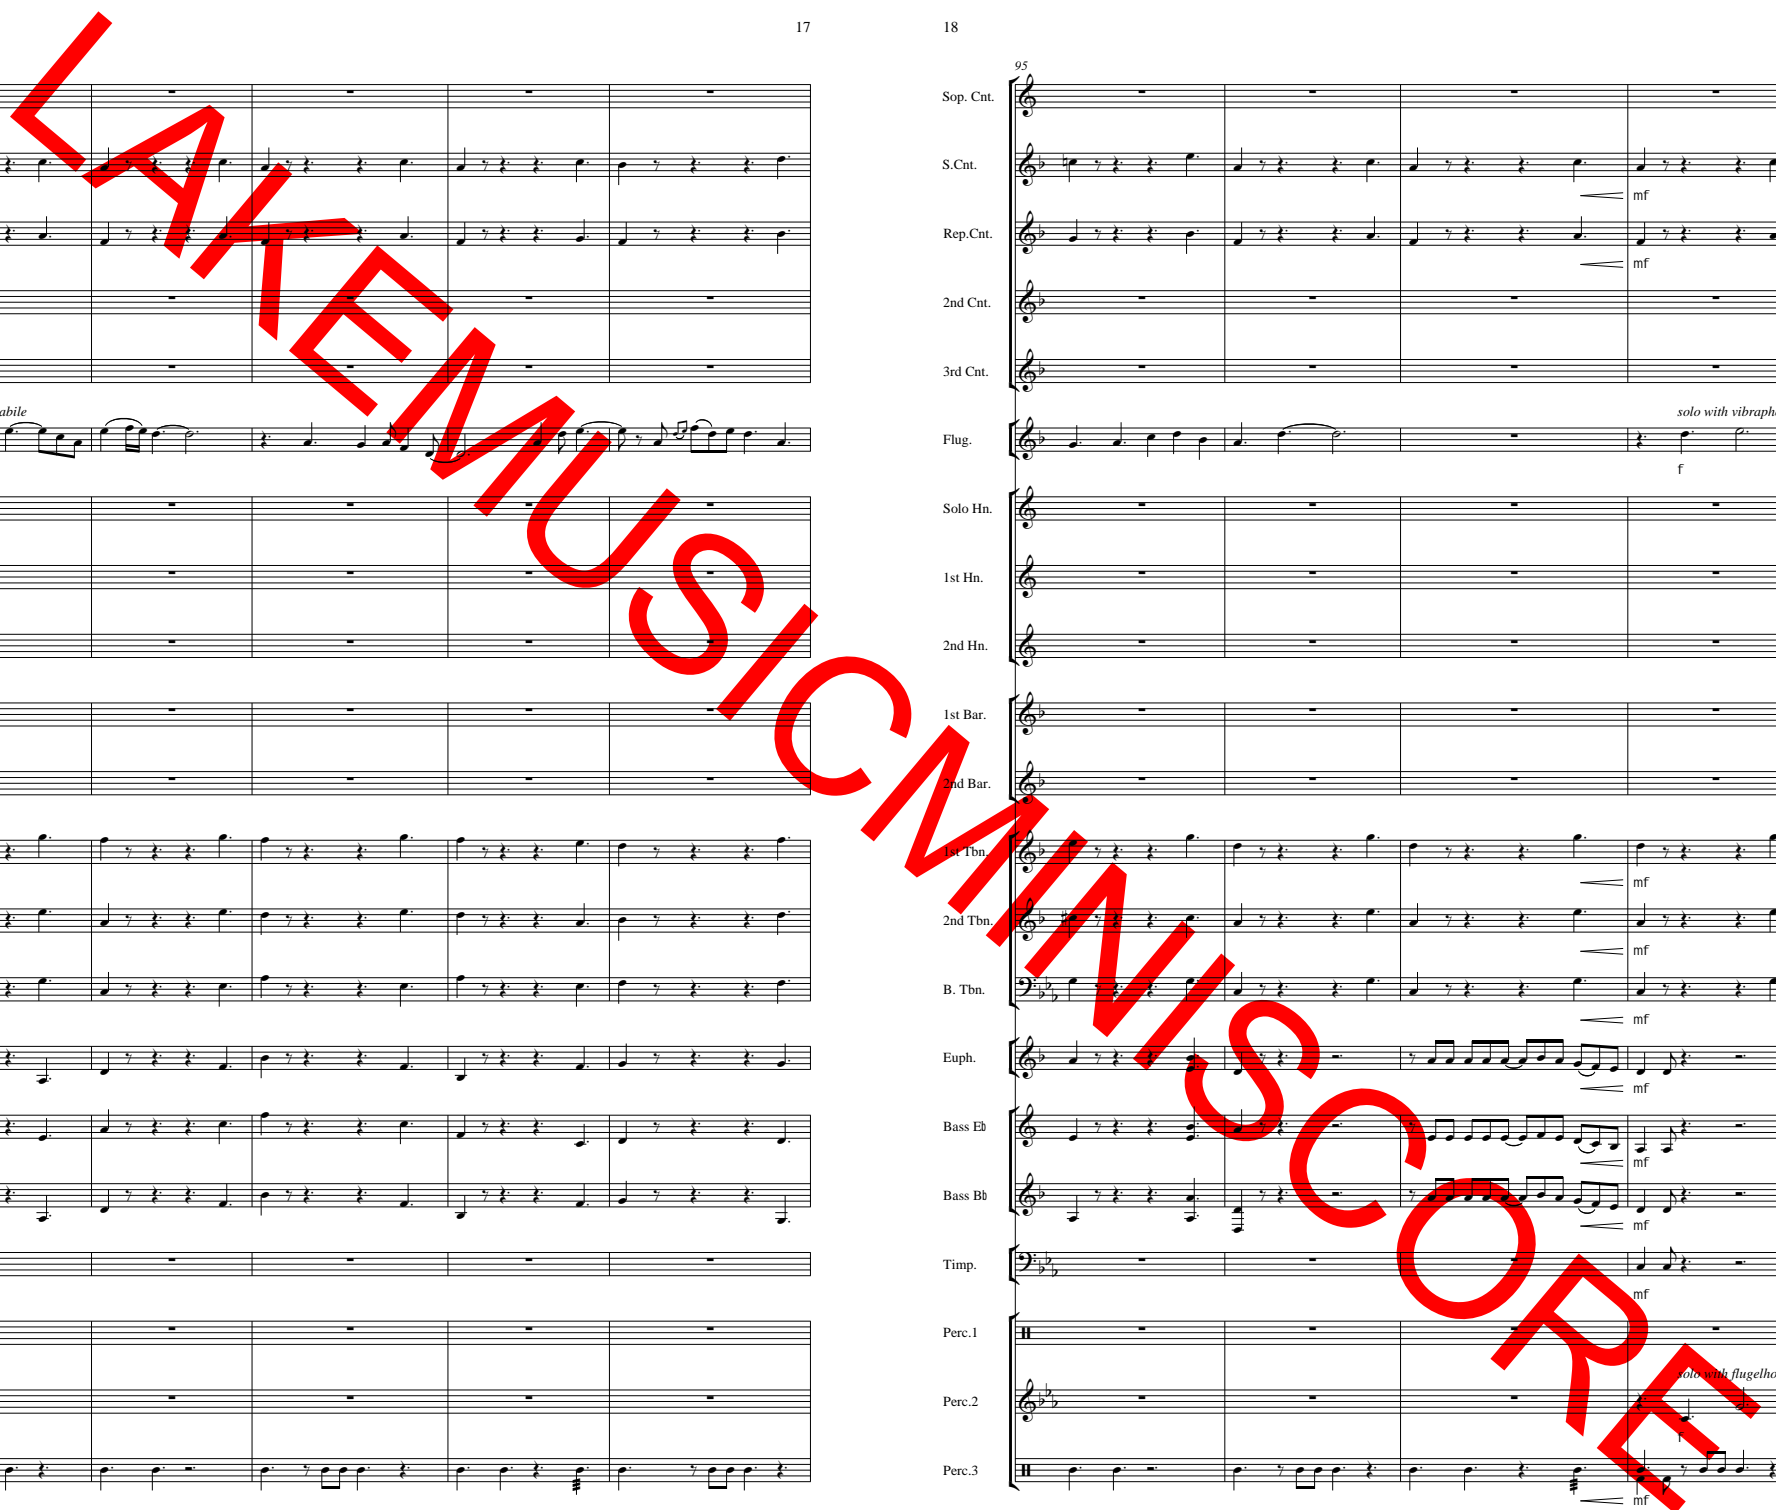 17
abile
LAKEMUSICMINISCORE
18
95
Sop. Cnt.
S.Cnt.
mf
Rep.Cnt.
mf
2nd Cnt.
3rd Cnt.
solo with vibrapho
Flug.
f
Solo Hn.
1st Hn.
2nd Hn.
1st Bar.
2nd Bar.
1st Tbn.
mf
2nd Tbn.
mf
B. Tbn.
mf
Euph.
mf
Bass E♭
mf
Bass B♭
mf
Timp.
mf
Perc.1
solo with flugelho
Perc.2
f
Perc.3
mf